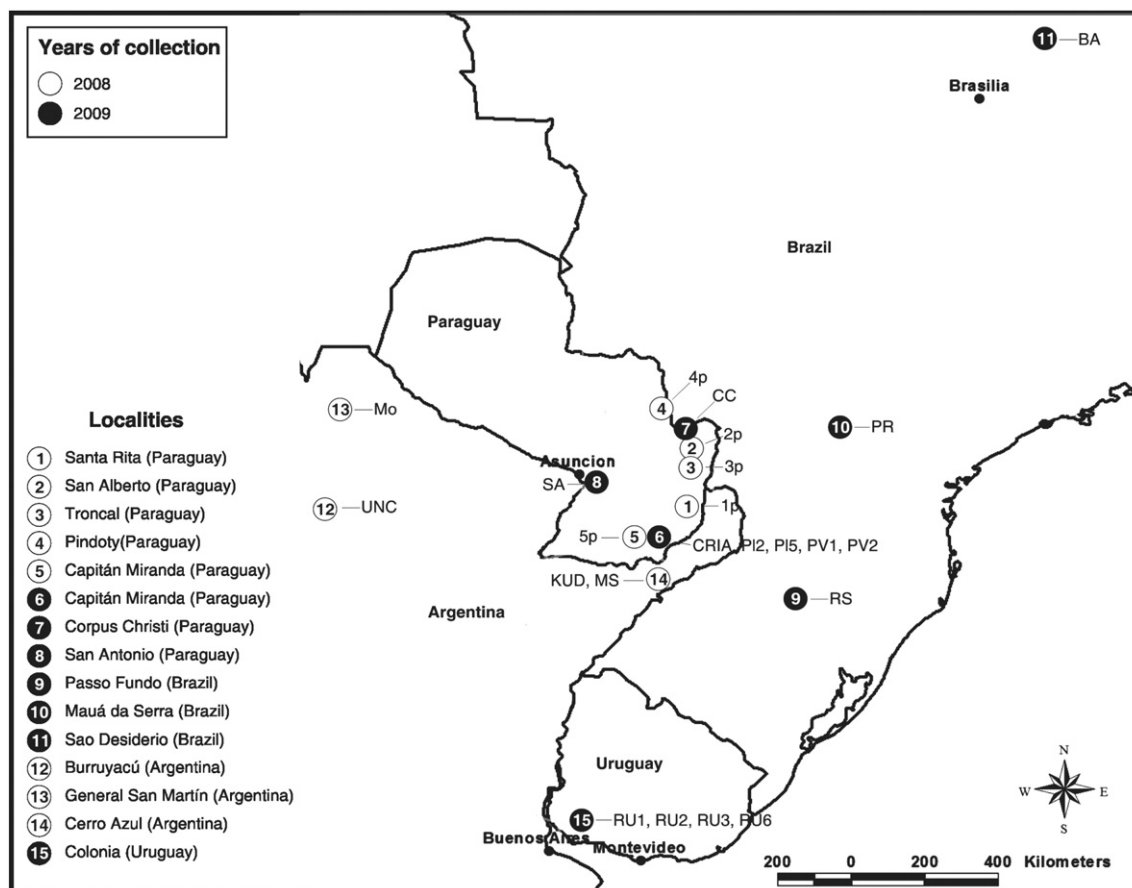 Years of collection
2008
2009
11 BA
Brasilia
Brazil
Paraguay
4p
CC
4
13 Mo
7
10 PR
2 2p
3 3p
Asuncion
SA 8
12 UNC
1 1p
5p 5 6
CRIA, PI2, PI5, PV1, PV2
KUD, MS 14
9 RS
Argentina
Localities
1 Santa Rita (Paraguay)
2 San Alberto (Paraguay)
3 Troncal (Paraguay)
4 Pindoty(Paraguay)
5 Capitán Miranda (Paraguay)
6 Capitán Miranda (Paraguay)
7 Corpus Christi (Paraguay)
8 San Antonio (Paraguay)
9 Passo Fundo (Brazil)
10 Mauá da Serra (Brazil)
11 Sao Desiderio (Brazil)
12 Burruyacú (Argentina)
13 General San Martín (Argentina)
14 Cerro Azul (Argentina)
15 Colonia (Uruguay)
Uruguay
15 RU1, RU2, RU3, RU6
Buenos Aires
Montevideo
N
W E
S
200 0 200 400 Kilometers